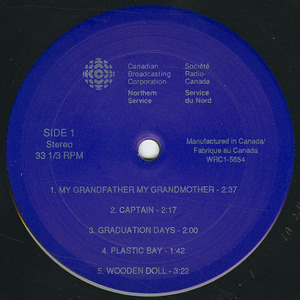 Canadian
Broadcasting
Corporation
Northern
Service
Société
Radio-
Canada
Service
du Nord
SIDE 1
Stereo
33 1/3 RPM
Manufactured in Canada/
Fabrique au Canada
WRC1-5654
1. MY GRANDFATHER MY GRANDMOTHER - 2:37
2. CAPTAIN - 2:17
3. GRADUATION DAYS - 2:00
4. PLASTIC BAY - 1:42
5. WOODEN DOLL - 3:22